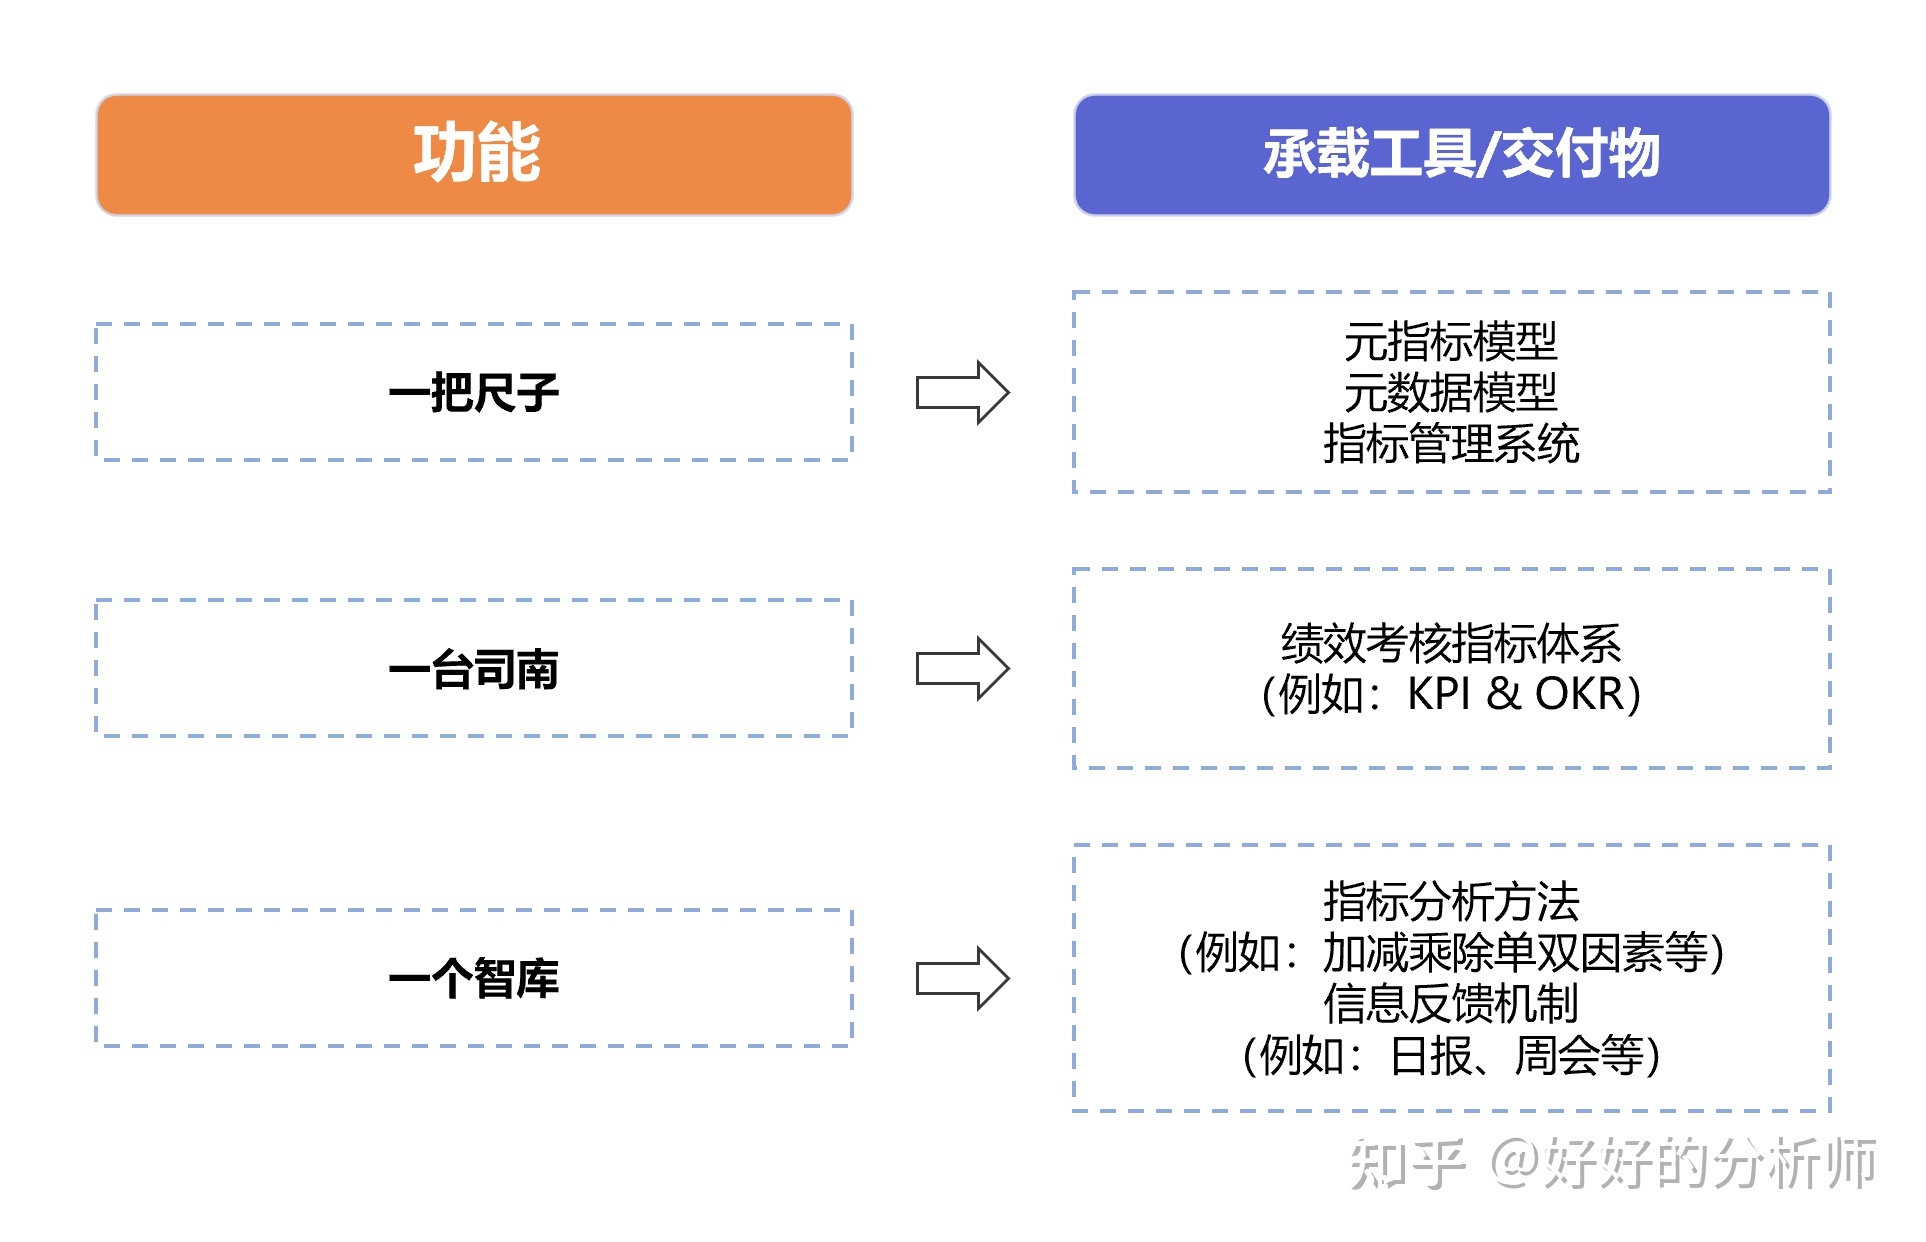 功能
承载工具/交付物
一把尺子
元指标模型
元数据模型
指标管理系统
一台司南
绩效考核指标体系
（例如：KPI & OKR）
一个智库
指标分析方法
（例如：加减乘除单双因素等）
信息反馈机制
（例如：日报、周会等）
知乎 @好好的分析师